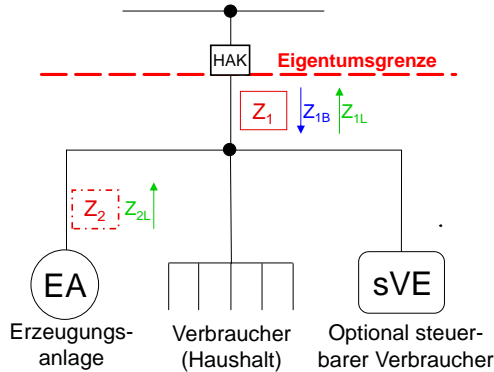 HAK
Eigentumsgrenze
Z1 Z1B Z1L
Z2 Z2L
EA
sVE
Erzeugungs-
anlage
Verbraucher
(Haushalt)
Optional steuer-
barer Verbraucher